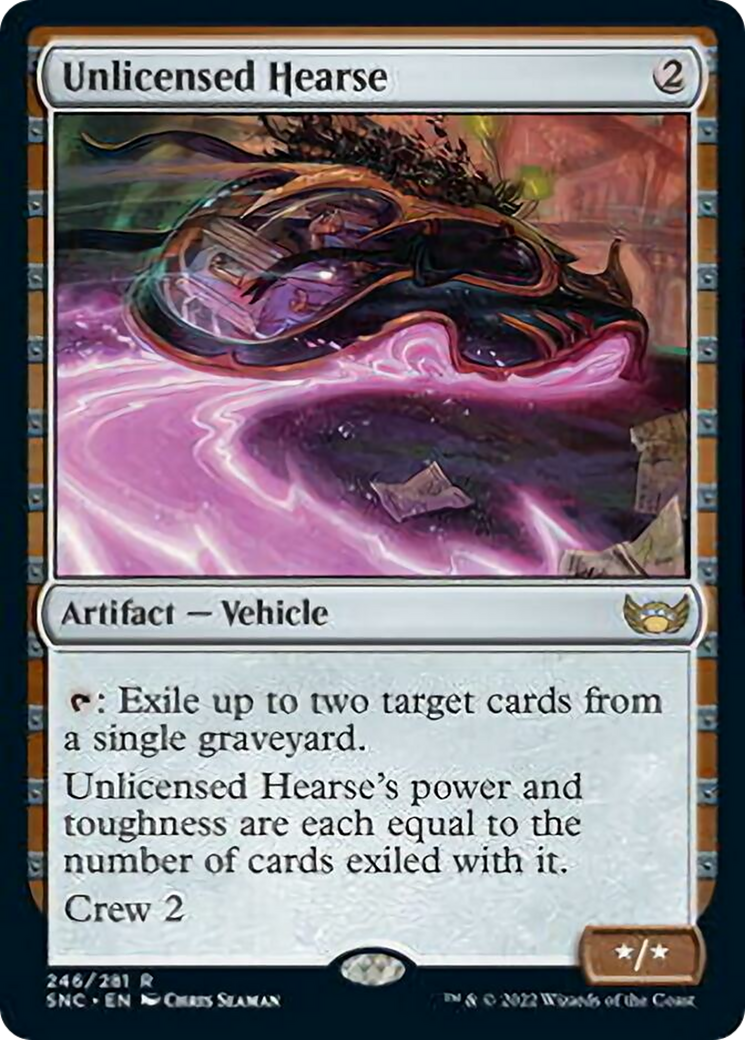 Unlicensed Hearse 2
Artifact — Vehicle
: Exile up to two target cards from
a single graveyard.
Unlicensed Hearse's power and
toughness are each equal to the
number of cards exiled with it.
Crew 2
*/*
246/281 R
SNC • EN Chris Seaman
™ & © 2022 Wizards of the Coast